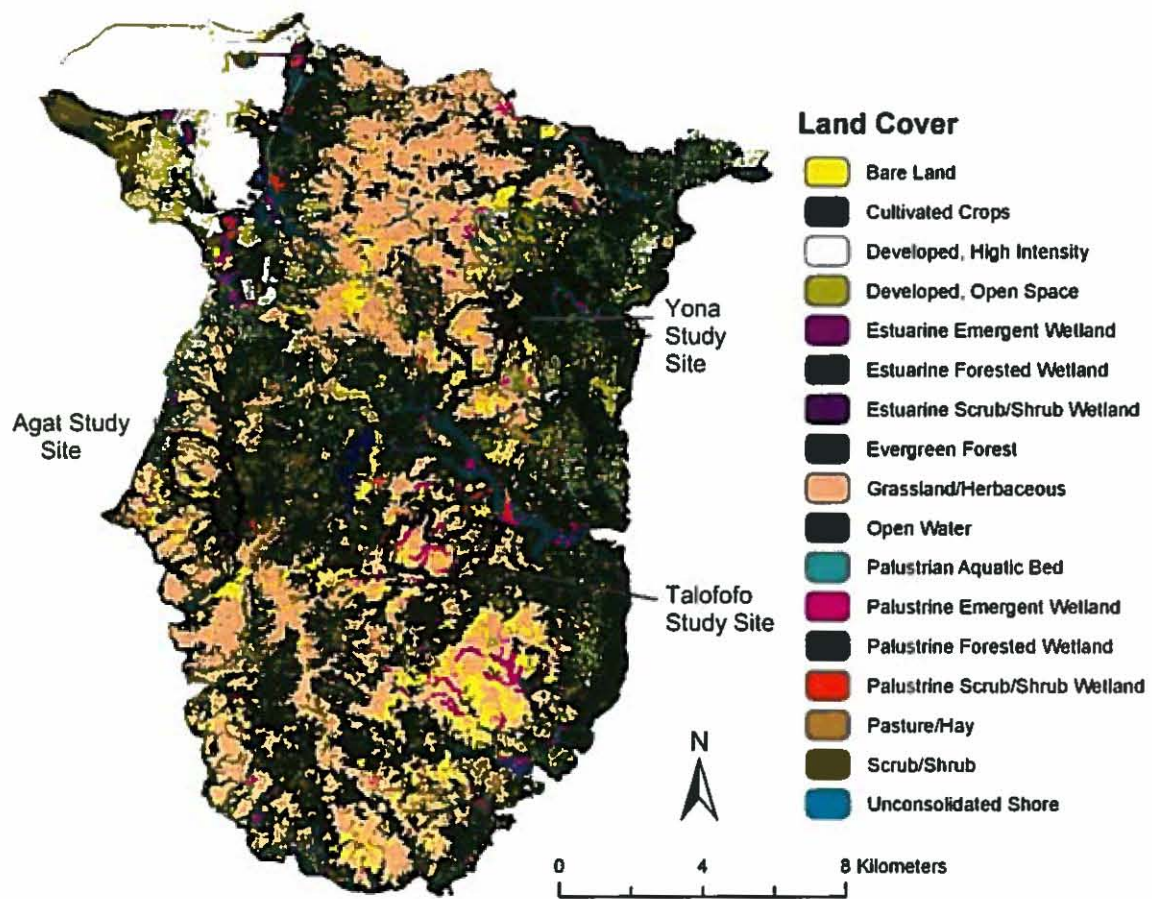 Land Cover
Bare Land
Cultivated Crops
Developed, High Intensity
Developed, Open Space
Estuarine Emergent Wetland
Estuarine Forested Wetland
Estuarine Scrub/Shrub Wetland
Evergreen Forest
Grassland/Herbaceous
Open Water
Palustrian Aquatic Bed
Palustrine Emergent Wetland
Palustrine Forested Wetland
Palustrine Scrub/Shrub Wetland
Pasture/Hay
Scrub/Shrub
Unconsolidated Shore
Yona
Study
Site
Agat Study
Site
Talofofo
Study Site
N
0 4 8 Kilometers